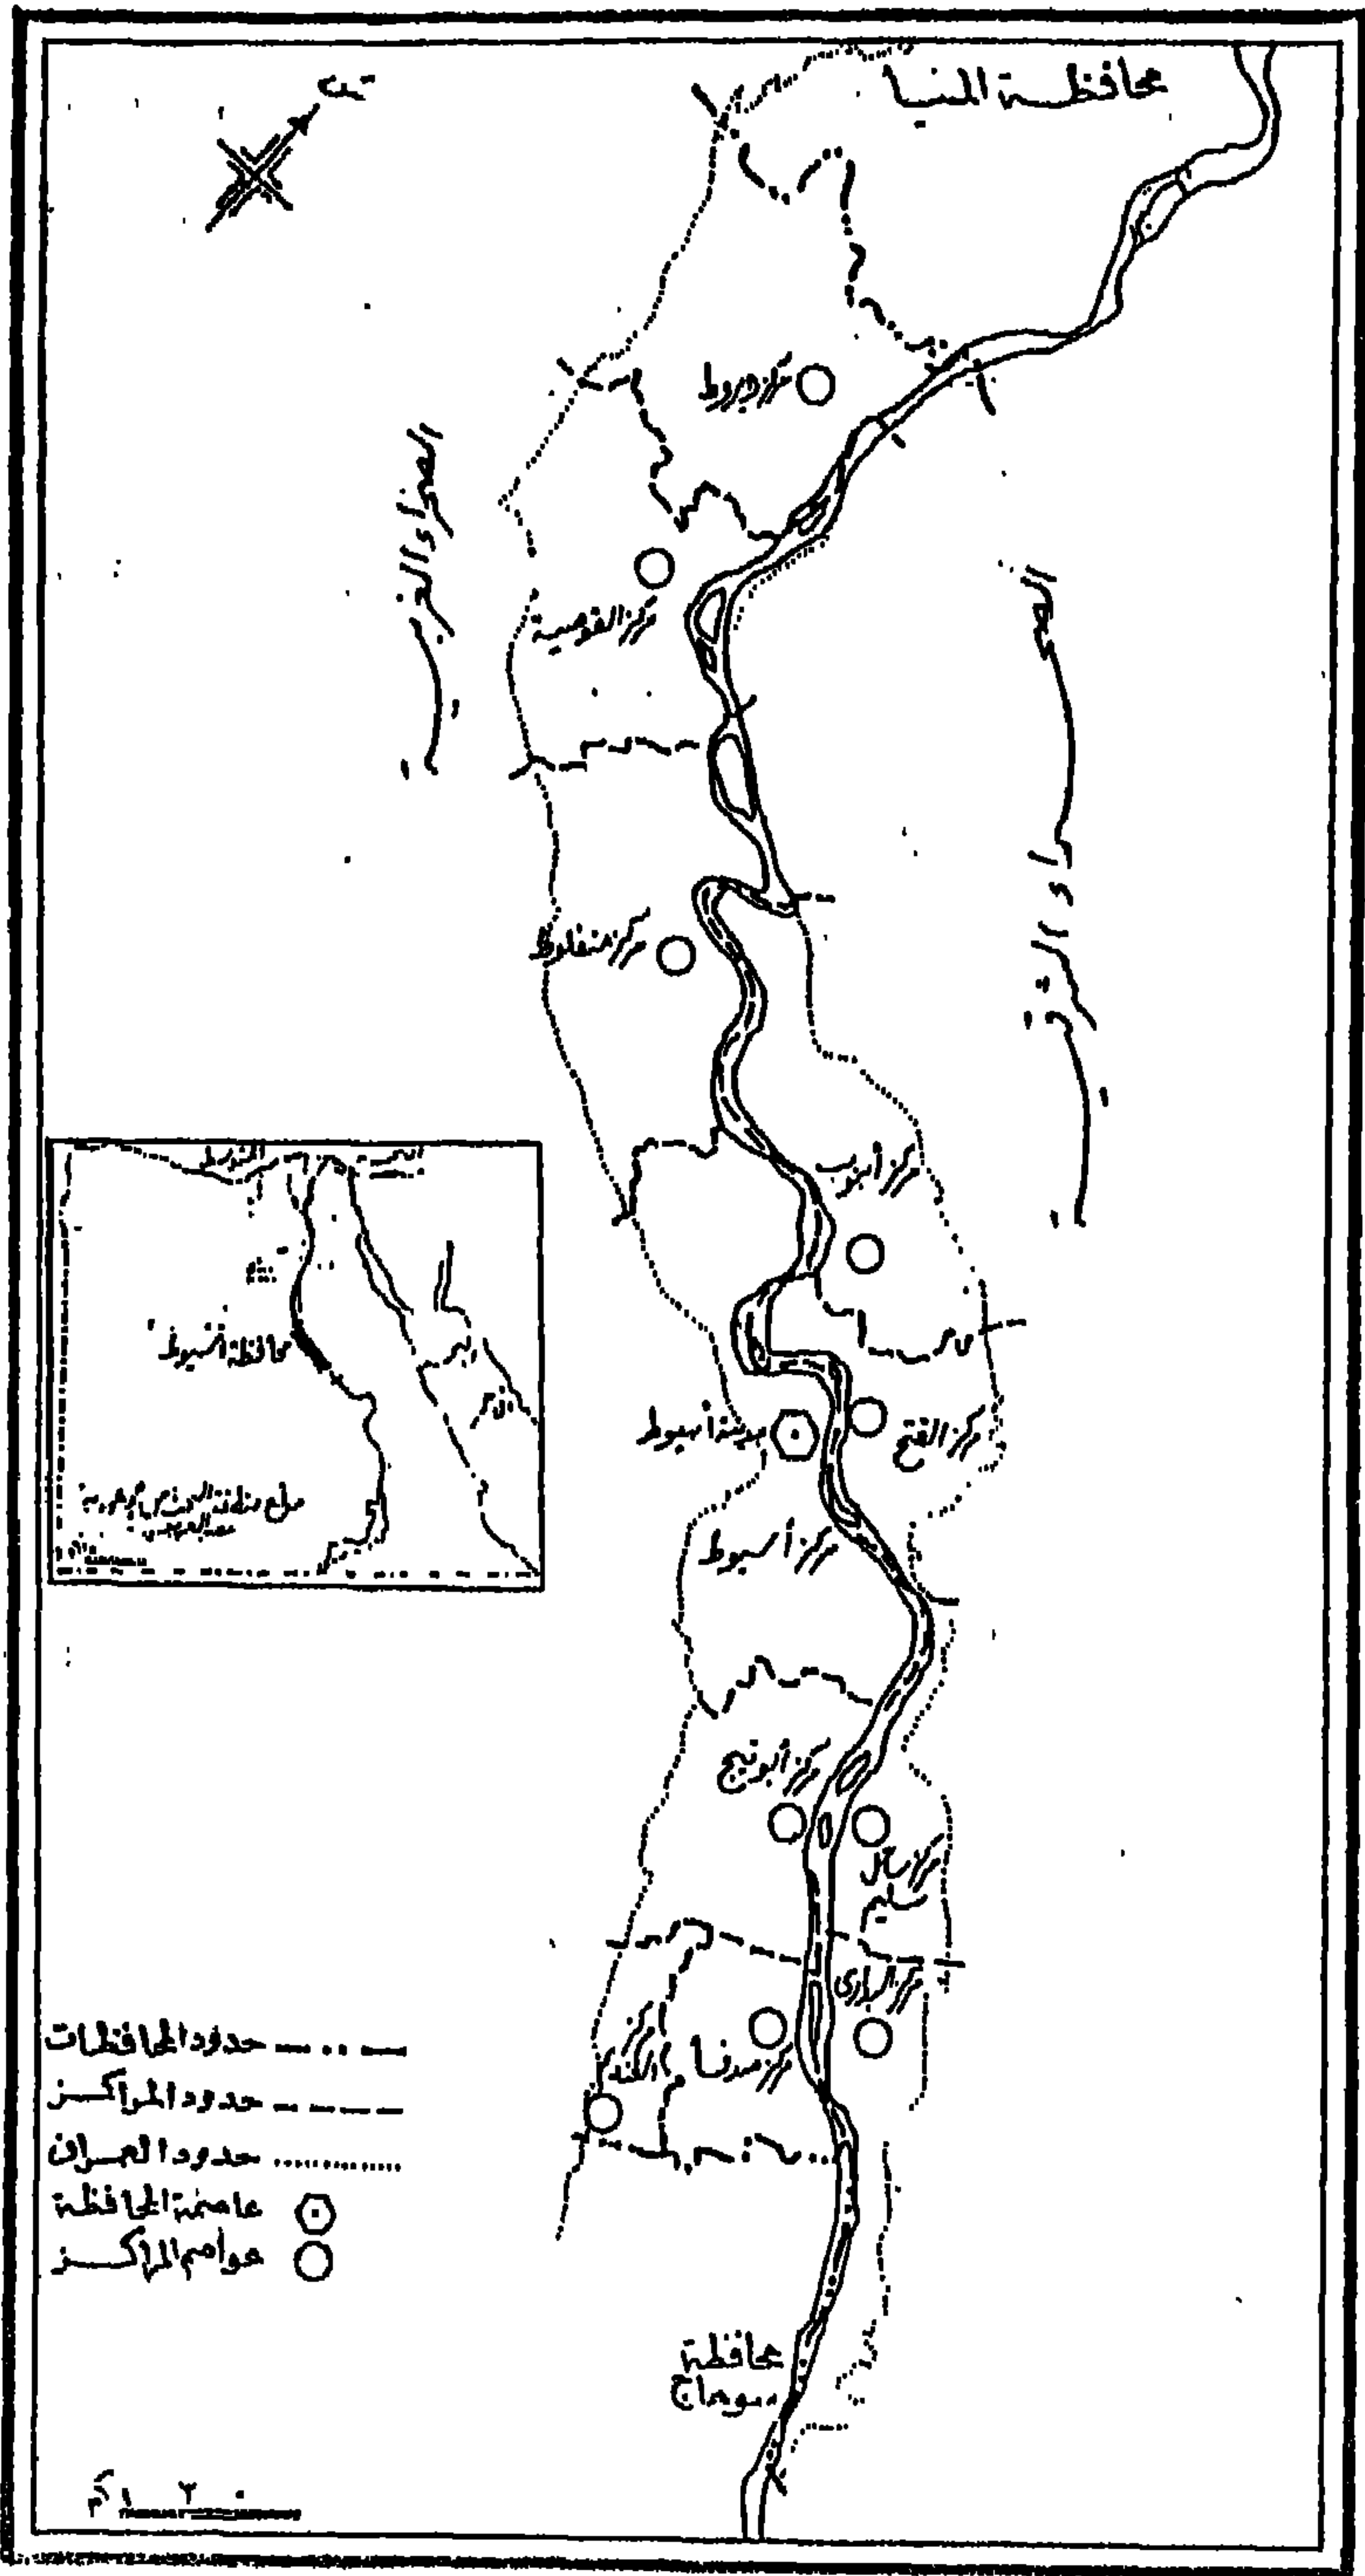 محافظة المنيا
مركز ديروط
الصحراء الغربية
مركز القوصية
الصحراء الشرقية
مركز منفلوط
مركز أبنوب
محافظة أسيوط
مدينة أسيوط
مركز الفتح
مركز أسيوط
مركز أبوتيج
مركز ساحل
سليم
مركز البدارى
مركز صدفا
مركز الغنايم
حدود المحافظات
حدود المراكز
حدود العمران
عاصمة المحافظة
عواصم المراكز
محافظة
سوهاج